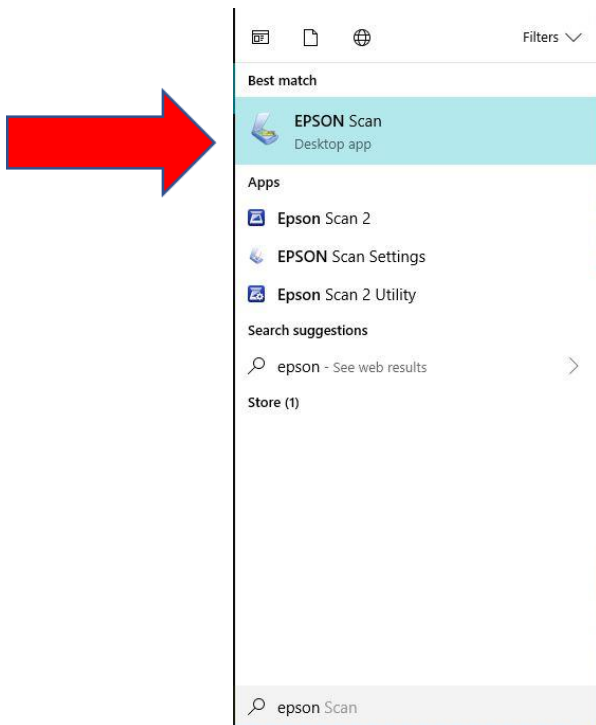 Filters
Best match
EPSON Scan
Desktop app
Apps
Epson Scan 2
EPSON Scan Settings
Epson Scan 2 Utility
Search suggestions
epson - See web results
Store (1)
epson Scan